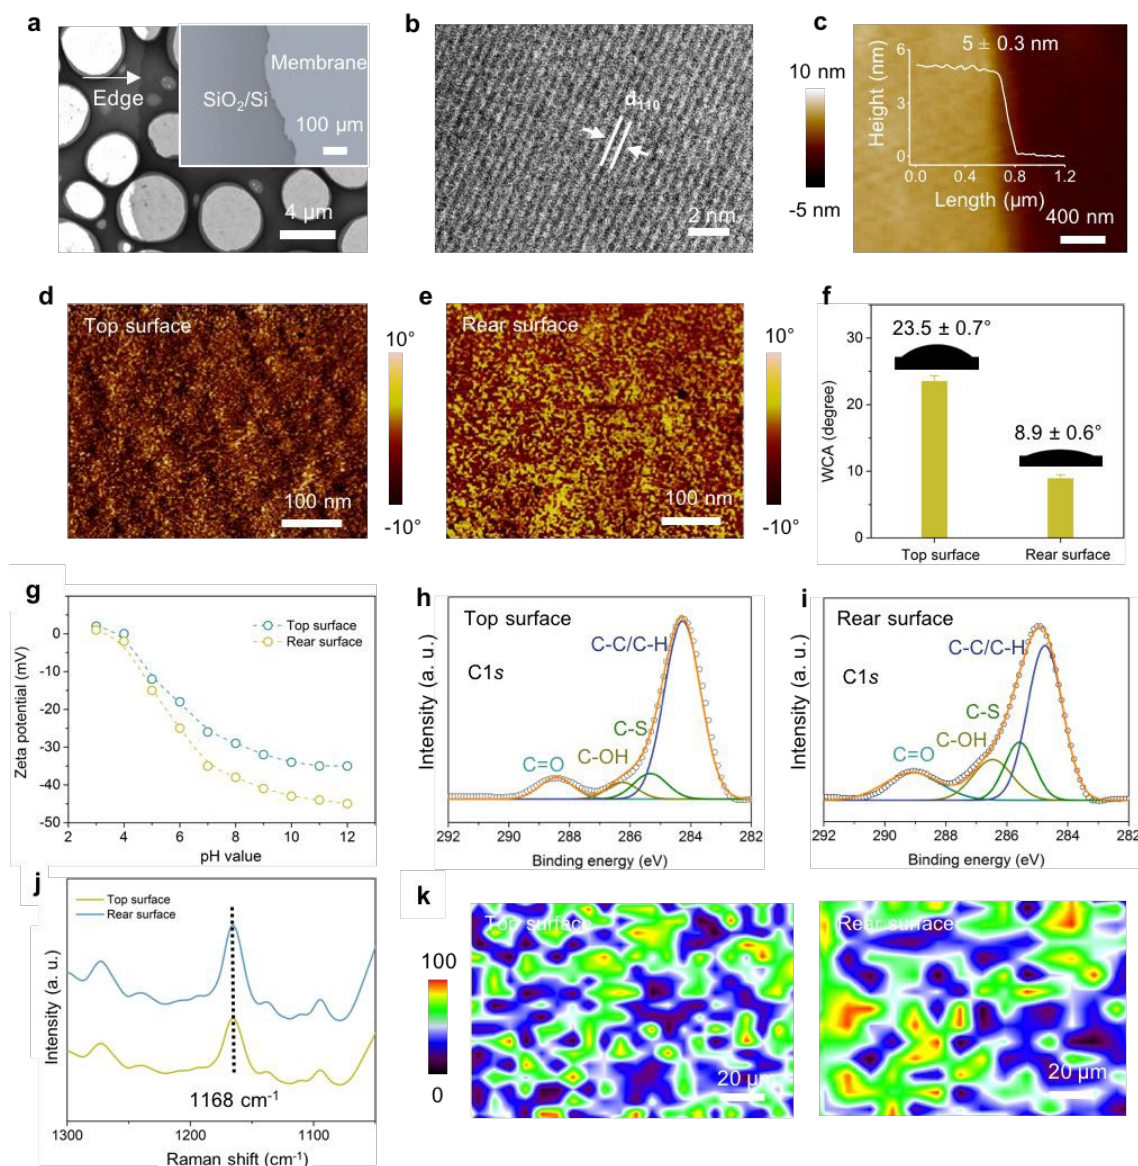 a
Edge
SiO2/Si
Membrane
100 μm
4 μm
b
d110
2 nm
c
10 nm
-5 nm
5 ± 0.3 nm
Height (nm)
6
3
0
0.0 0.4 0.8 1.2
Length (μm)
400 nm
d
Top surface
100 nm
10°
-10°
e
Rear surface
100 nm
10°
-10°
f
WCA (degree)
30
20
10
0
23.5 ± 0.7°
8.9 ± 0.6°
Top surface
Rear surface
g
Zeta potential (mV)
0
-10
-20
-30
-40
-50
2 4 6 8 10 12
pH value
Top surface
Rear surface
h
Top surface
C1s
C-C/C-H
C-S
C-OH
C=O
Intensity (a. u.)
292 290 288 286 284 282
Binding energy (eV)
i
Rear surface
C1s
C-C/C-H
C-S
C-OH
C=O
Intensity (a. u.)
292 290 288 286 284 282
Binding energy (eV)
j
Top surface
Rear surface
Intensity (a. u.)
1168 cm-1
1300 1200 1100
Raman shift (cm-1)
k
100
0
Top surface
20 μm
Rear surface
20 μm